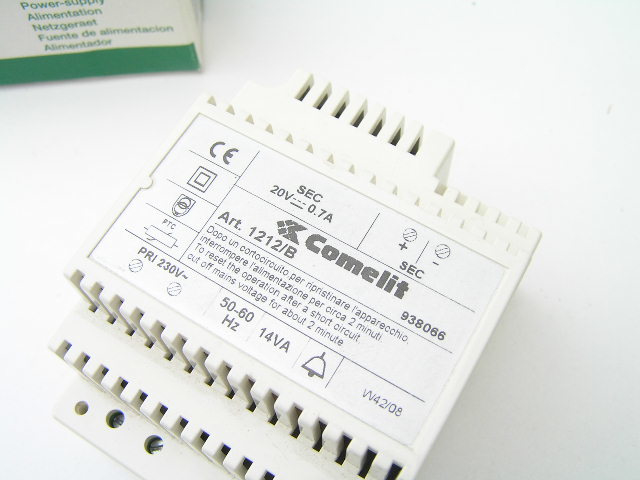 Power-supply
Alimentation
Netzgeraet
Fuente de alimentacion
Alimentador
CE
SEC
20V 0.7A
+ -
SEC
PTC
PRI 230V~
Art. 1212/B
Comelit
938066
Dopo un cortocircuito per ripristinare l'apparecchio,
interrompere l'alimentazione per circa 2 minuti.
To reset the operation after a short circuit
cut off mains voltage for about 2 minute.
50-60
Hz
14VA
W42/08